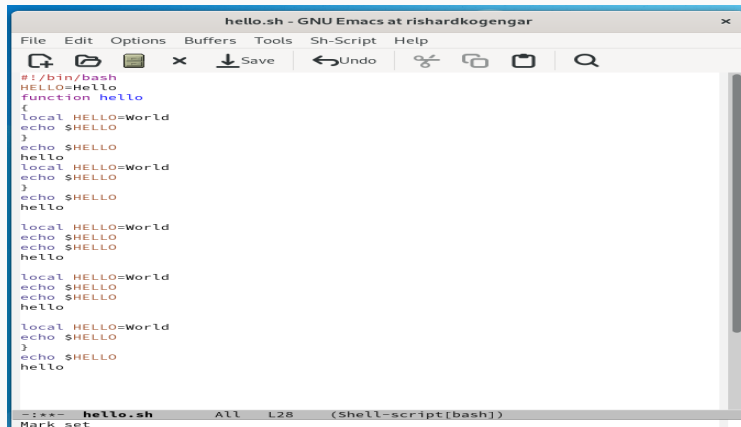 hello.sh - GNU Emacs at rishardkogengar ×
File Edit Options Buffers Tools Sh-Script Help
Save Undo
#!/bin/bash
HELLO=Hello
function hello
{
local HELLO=World
echo $HELLO
}
echo $HELLO
hello
local HELLO=World
echo $HELLO
}
echo $HELLO
hello
local HELLO=World
echo $HELLO
echo $HELLO
hello
local HELLO=World
echo $HELLO
echo $HELLO
hello
local HELLO=World
echo $HELLO
}
echo $HELLO
hello
-:**- hello.sh All L28 (Shell-script[bash])
Mark set